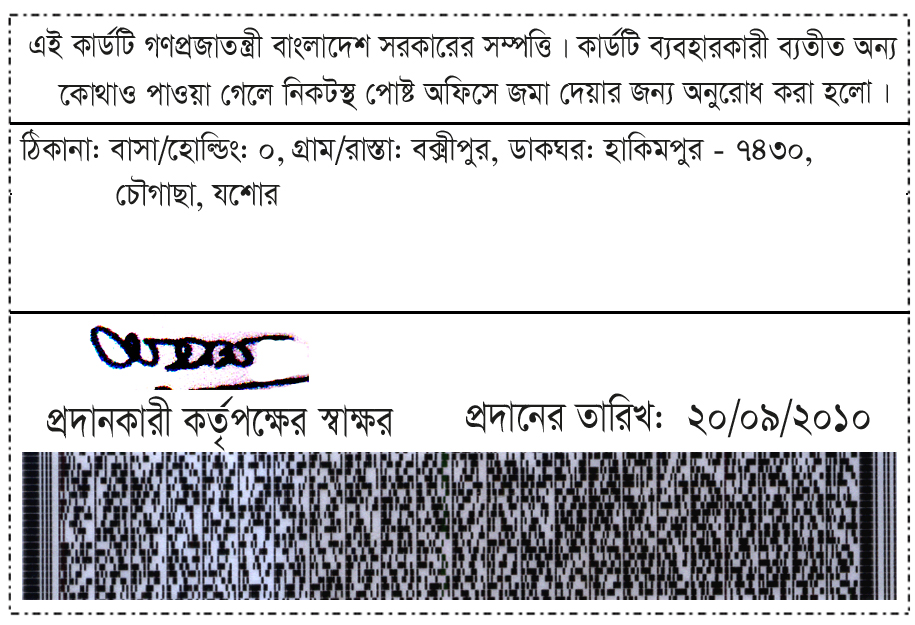 এই কার্ডটি গণপ্রজাতন্ত্রী বাংলাদেশ সরকারের সম্পত্তি। কার্ডটি ব্যবহারকারী ব্যতীত অন্য
কোথাও পাওয়া গেলে নিকটস্থ পোষ্ট অফিসে জমা দেয়ার জন্য অনুরোধ করা হলো।
ঠিকানা: বাসা/হোল্ডিং: ০, গ্রাম/রাস্তা: বক্সীপুর, ডাকঘর: হাকিমপুর - ৭৪৩০,
চৌগাছা, যশোর
প্রদানকারী কর্তৃপক্ষের স্বাক্ষর প্রদানের তারিখ: ২০/০৯/২০১০